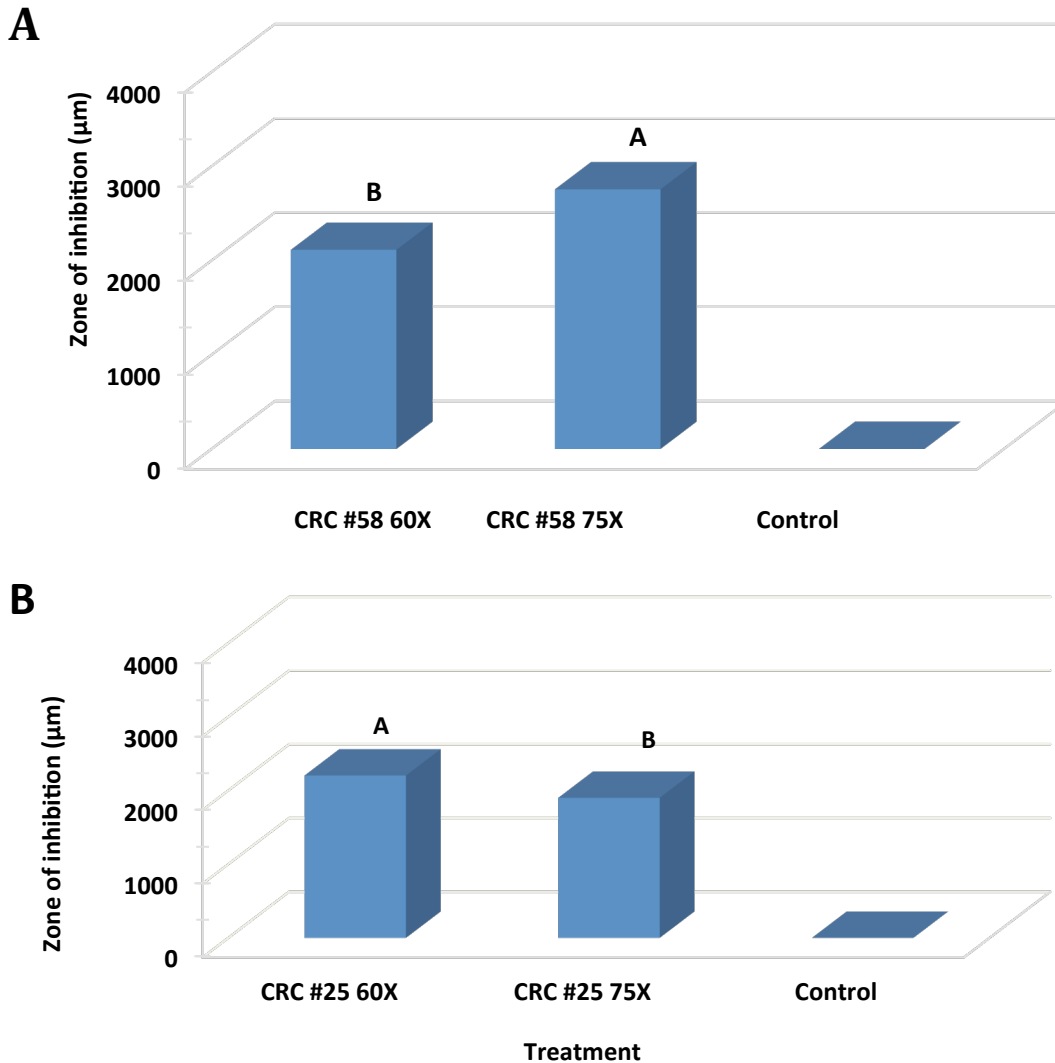 A
Zone of inhibition (µm)
4000
3000
2000
1000
0
B
A
CRC #58 60X CRC #58 75X Control
B
Zone of inhibition (µm)
4000
3000
2000
1000
0
A
B
CRC #25 60X CRC #25 75X Control
Treatment